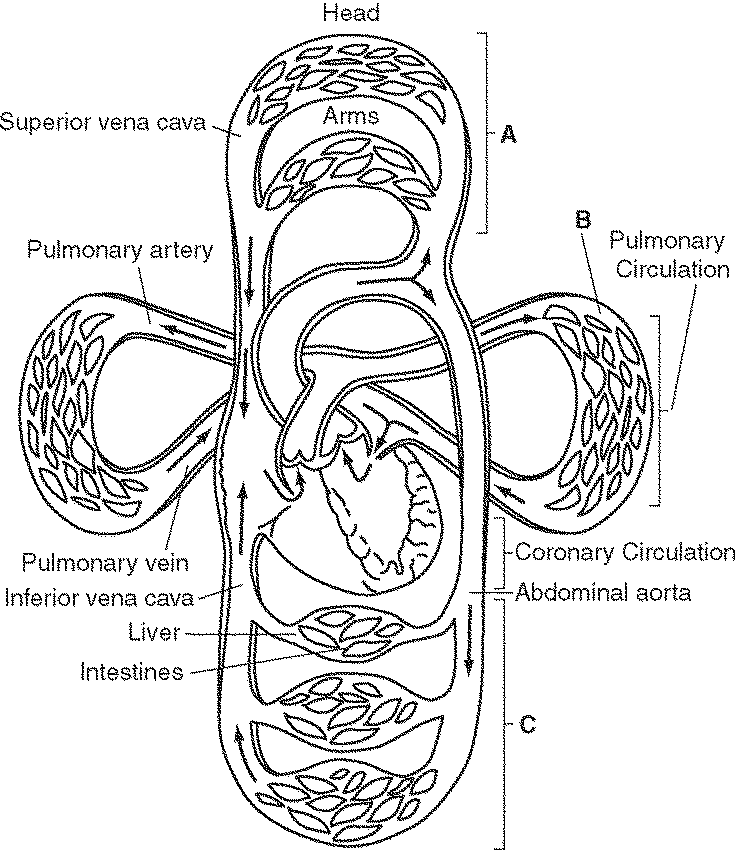 Head
Superior vena cava
Arms
A
Pulmonary artery
B
Pulmonary
Circulation
Pulmonary vein
Coronary Circulation
Inferior vena cava
Abdominal aorta
Liver
Intestines
C